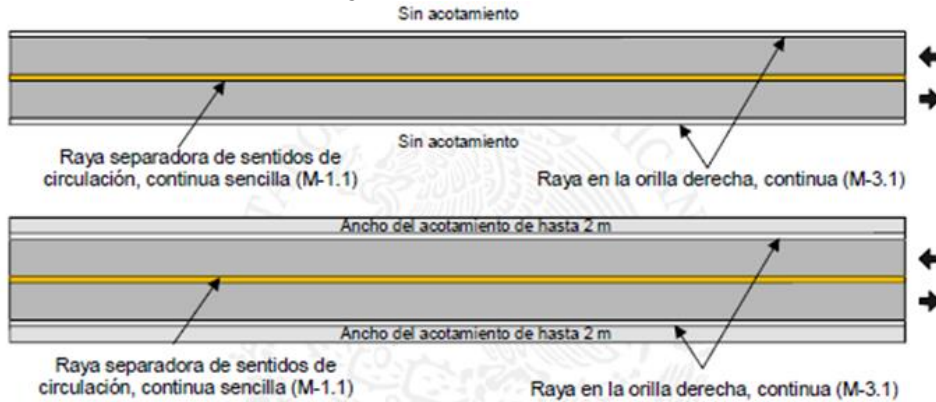 Sin acotamiento
Sin acotamiento
Raya separadora de sentidos de
circulación, continua sencilla (M-1.1)
Raya en la orilla derecha, continua (M-3.1)
Ancho del acotamiento de hasta 2 m
Ancho del acotamiento de hasta 2 m
Raya separadora de sentidos de
circulación, continua sencilla (M-1.1)
Raya en la orilla derecha, continua (M-3.1)